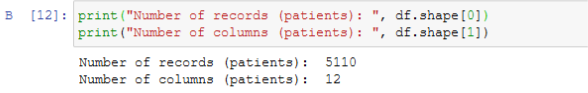 В [12]: print("Number of records (patients): ", df.shape[0])
print("Number of columns (patients): ", df.shape[1])
Number of records (patients):  5110
Number of columns (patients):  12